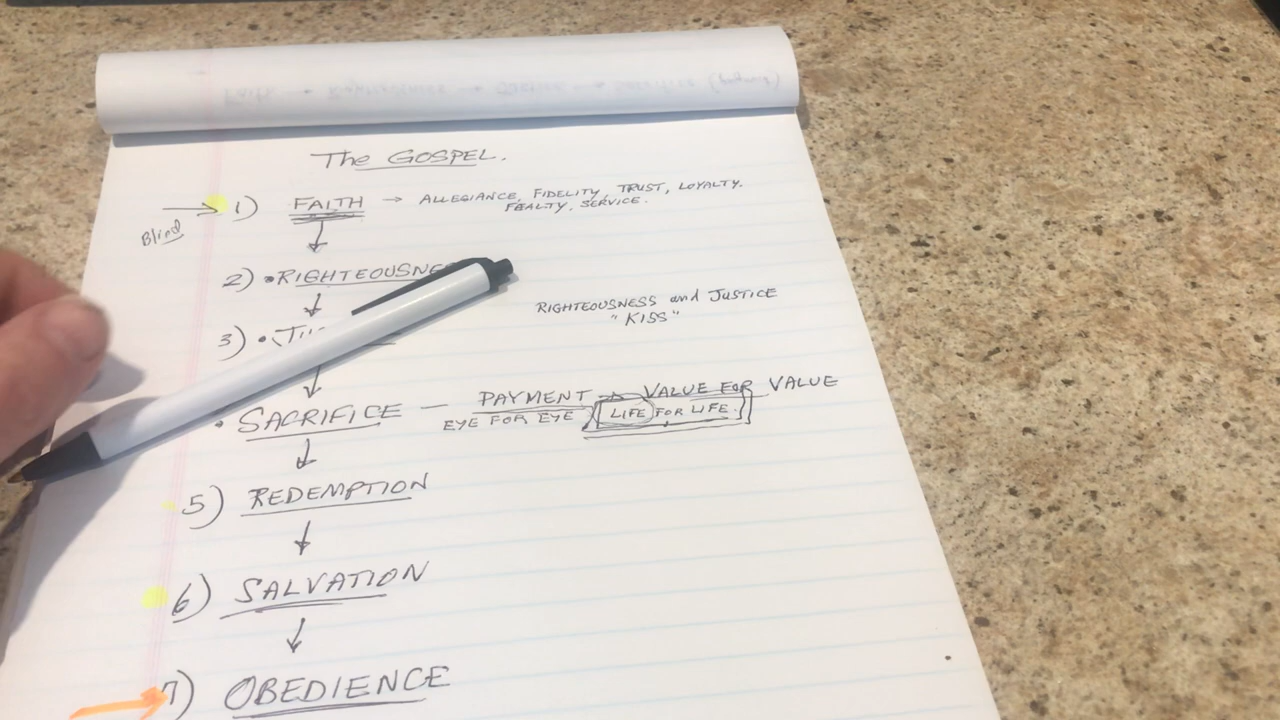 The GOSPEL.
1) FAITH → ALLEGIANCE, FIDELITY, TRUST, LOYALTY.
FEALTY, SERVICE.
Blind
2) • RIGHTEOUSNE
RIGHTEOUSNESS and JUSTICE
"KISS"
3) •
• SACRIFICE — PAYMENT → VALUE FOR VALUE
EYE FOR EYE LIFE FOR LIFE.
5) REDEMPTION
6) SALVATION
7) OBEDIENCE